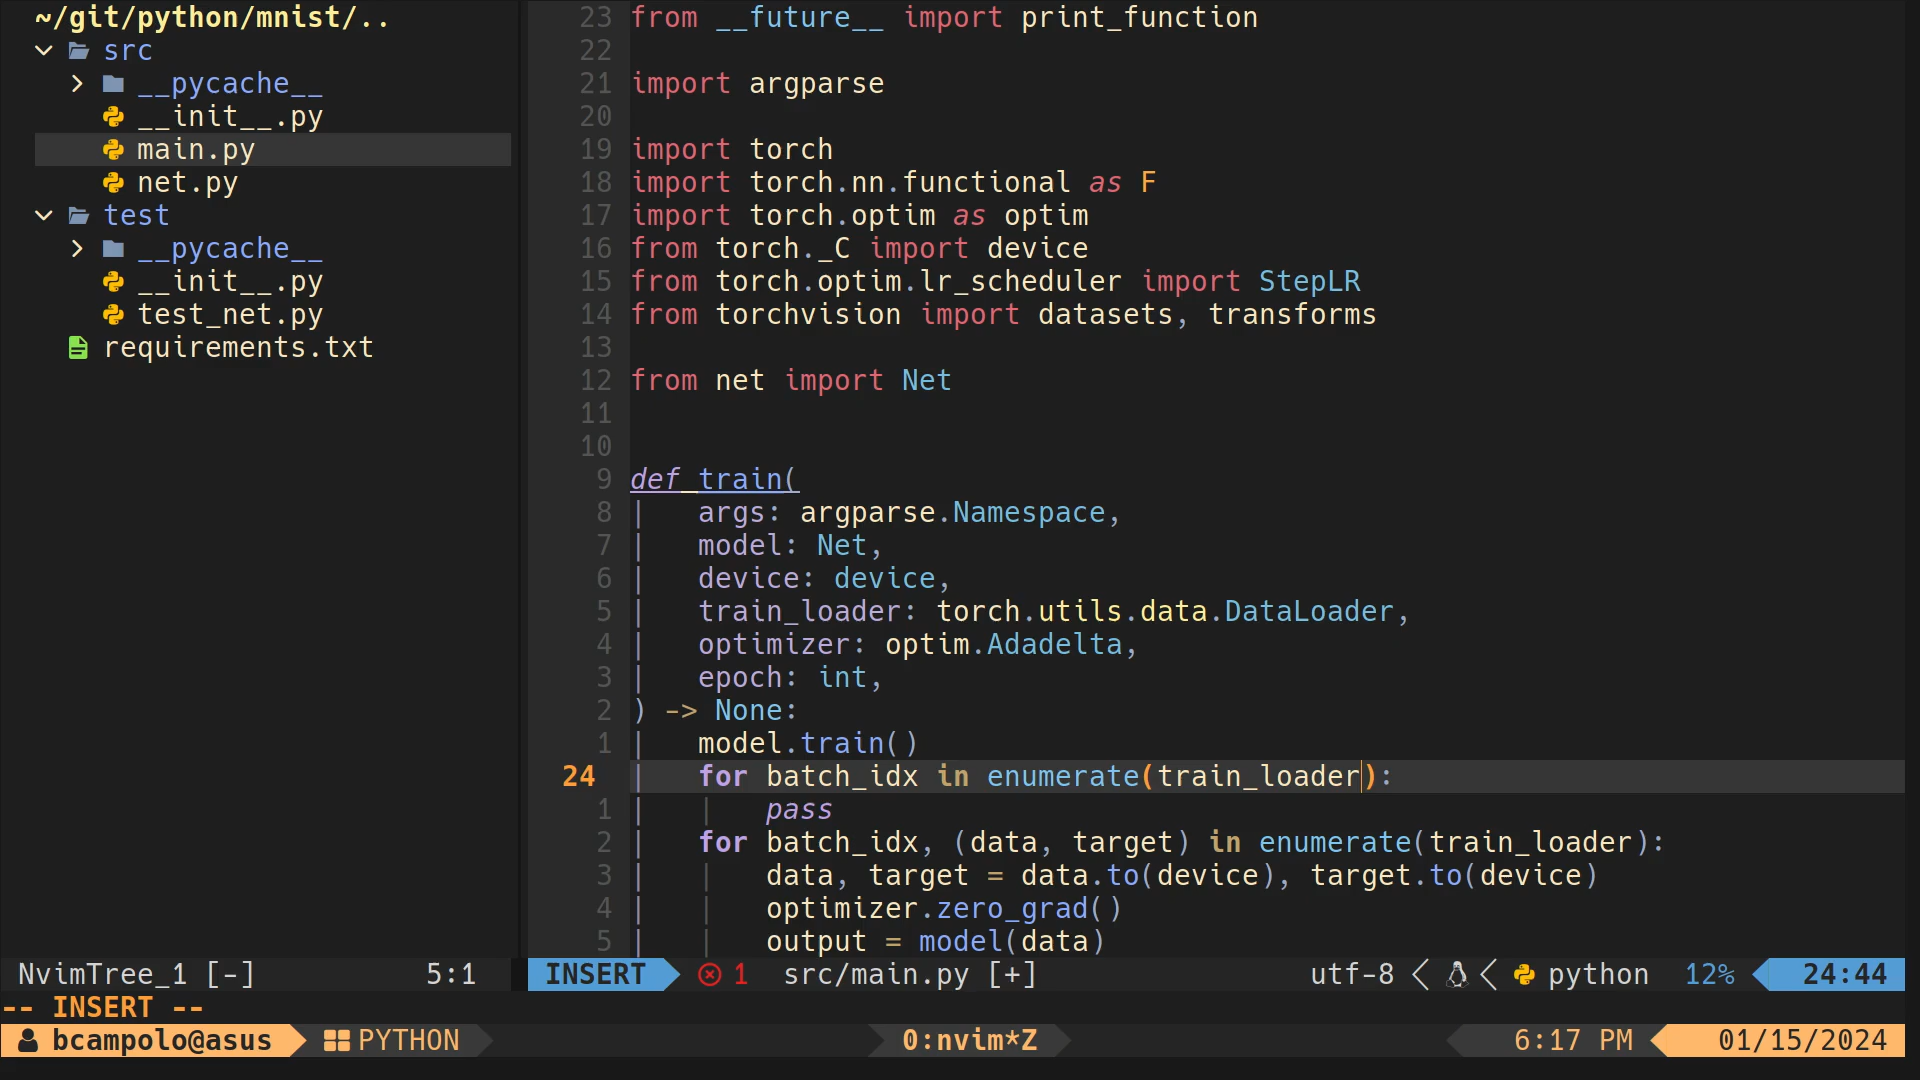 ~/git/python/mnist/..
src
__pycache__
__init__.py
main.py
net.py
test
__pycache__
__init__.py
test_net.py
requirements.txt
23 from __future__ import print_function
22
21 import argparse
20
19 import torch
18 import torch.nn.functional as F
17 import torch.optim as optim
16 from torch._C import device
15 from torch.optim.lr_scheduler import StepLR
14 from torchvision import datasets, transforms
13
12 from net import Net
11
10
9 def train(
8 args: argparse.Namespace,
7 model: Net,
6 device: device,
5 train_loader: torch.utils.data.DataLoader,
4 optimizer: optim.Adadelta,
3 epoch: int,
2 ) -> None:
1 model.train()
24 for batch_idx in enumerate(train_loader):
1 pass
2 for batch_idx, (data, target) in enumerate(train_loader):
3 data, target = data.to(device), target.to(device)
4 optimizer.zero_grad()
5 output = model(data)
NvimTree_1 [-] 5:1 INSERT 1 src/main.py [+] utf-8 python 12% 24:44
-- INSERT --
bcampolo@asus PYTHON 0:nvim*Z 6:17 PM 01/15/2024